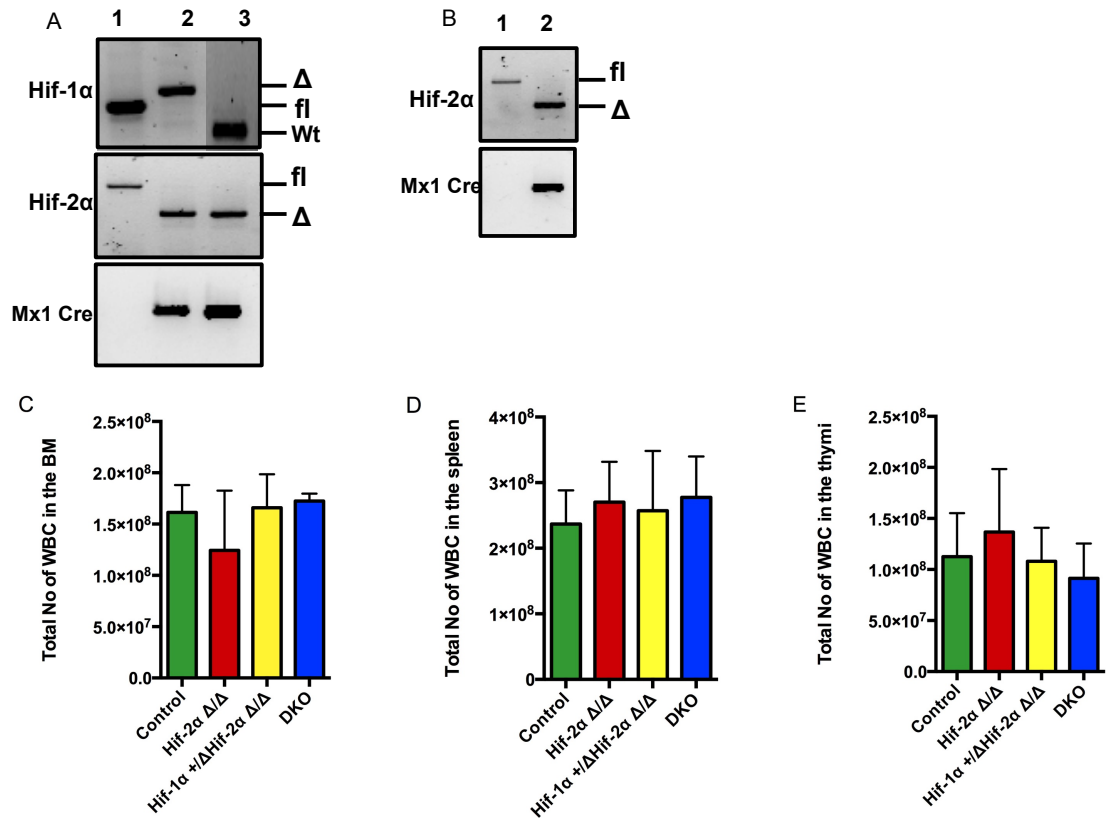 A
1 2 3
Hif-1α
Δ
fl
Wt
Hif-2α
fl
Δ
Mx1 Cre
B
1 2
Hif-2α
fl
Δ
Mx1 Cre
C
Total No of WBC in the BM
2.5×10⁸
2.0×10⁸
1.5×10⁸
1.0×10⁸
5.0×10⁷
0.0
Control
Hif-2α Δ/Δ
Hif-1α +/ΔHif-2α Δ/Δ
DKO
D
Total No of WBC in the spleen
4×10⁸
3×10⁸
2×10⁸
1×10⁸
0
Control
Hif-2α Δ/Δ
Hif-1α +/ΔHif-2α Δ/Δ
DKO
E
Total No of WBC in the thymi
2.5×10⁸
2.0×10⁸
1.5×10⁸
1.0×10⁸
5.0×10⁷
0.0
Control
Hif-2α Δ/Δ
Hif-1α +/ΔHif-2α Δ/Δ
DKO